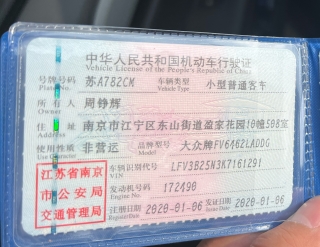 中华人民共和国机动车行驶证
Vehicle License of the People's Republic of China
号牌号码 苏A782CM 车辆类型 小型普通客车
Plate No. Vehicle Type
所有人 周铮辉
Owner
住址 南京市江宁区东山街道盈家花园10幢508室
Address
使用性质 非营运 品牌型号 大众牌FV6462LADDG
Use Character Model
江苏省南京
市公安局
交通管理局
车辆识别代号 LFV3B25N3K7161291
VIN
发动机号码 172490
Engine No.
注册日期 2020-01-06 发证日期 2020-01-06
Register Date Issue Date